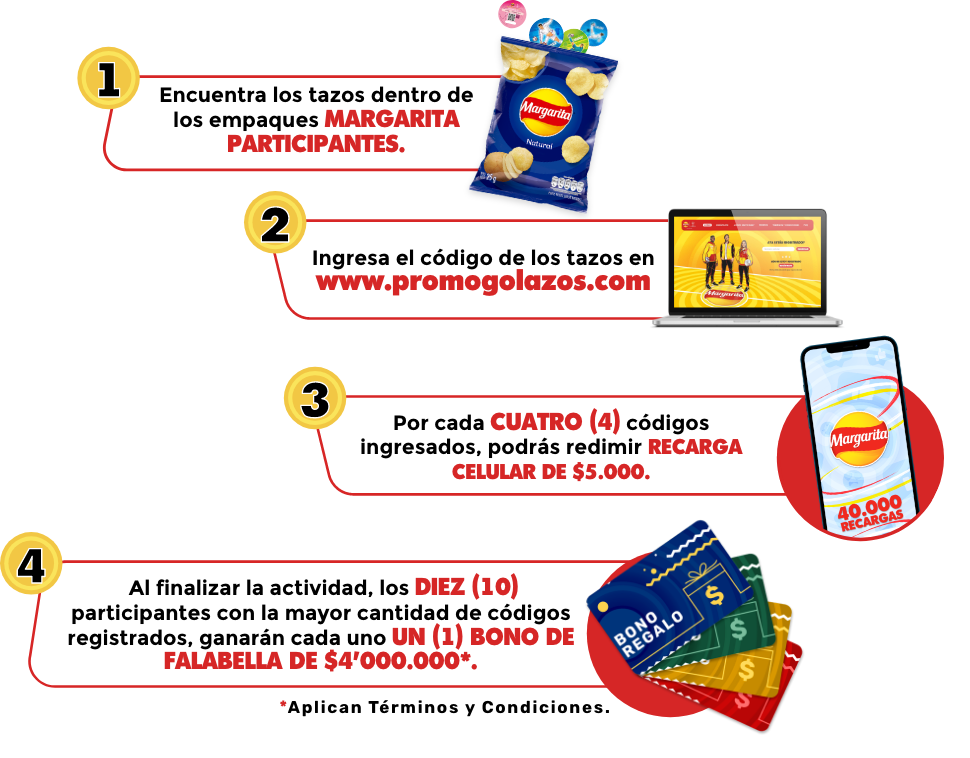 1
Encuentra los tazos dentro de
los empaques MARGARITA
PARTICIPANTES.
Margarita
Natural
25 g
2
Ingresa el código de los tazos en
www.promogolazos.com
Margarita
3
Por cada CUATRO (4) códigos
ingresados, podrás redimir RECARGA
CELULAR DE $5.000.
Margarita
40.000
RECARGAS
4
Al finalizar la actividad, los DIEZ (10)
participantes con la mayor cantidad de códigos
registrados, ganarán cada uno UN (1) BONO DE
FALABELLA DE $4’000.000*.
BONO
REGALO
$
$
$
$
*Aplican Términos y Condiciones.